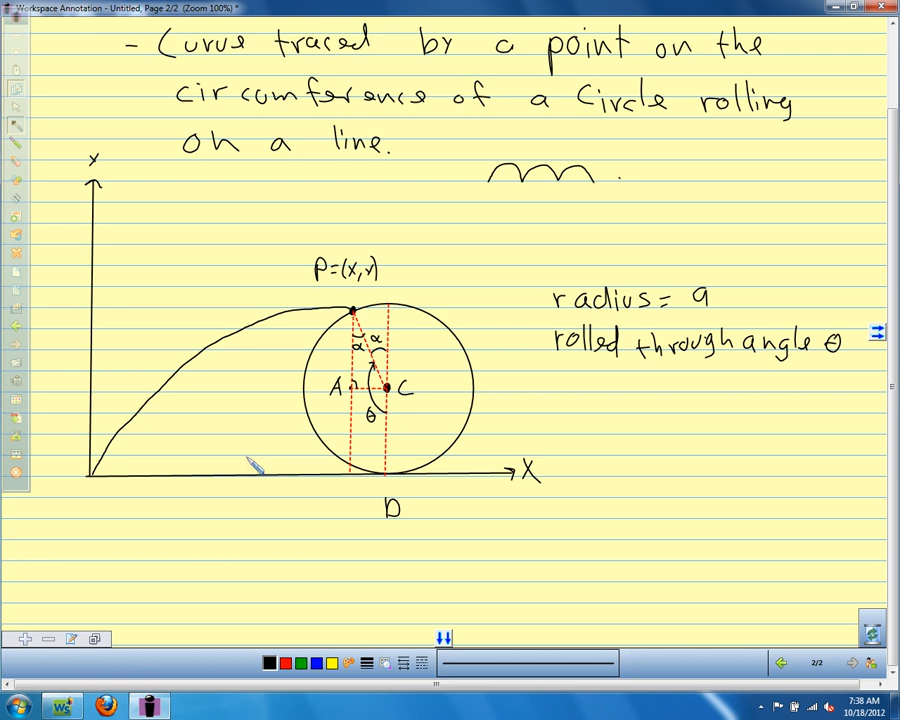 Workspace Annotation - Untitled, Page 2/2 (Zoom 100%) *
- Curve traced by a point on the
circumference of a Circle rolling
on a line.
Y
P=(x,y)
radius = a
rolled through angle θ
α α
A C
θ
X
D
2/2
7:38 AM
10/18/2012